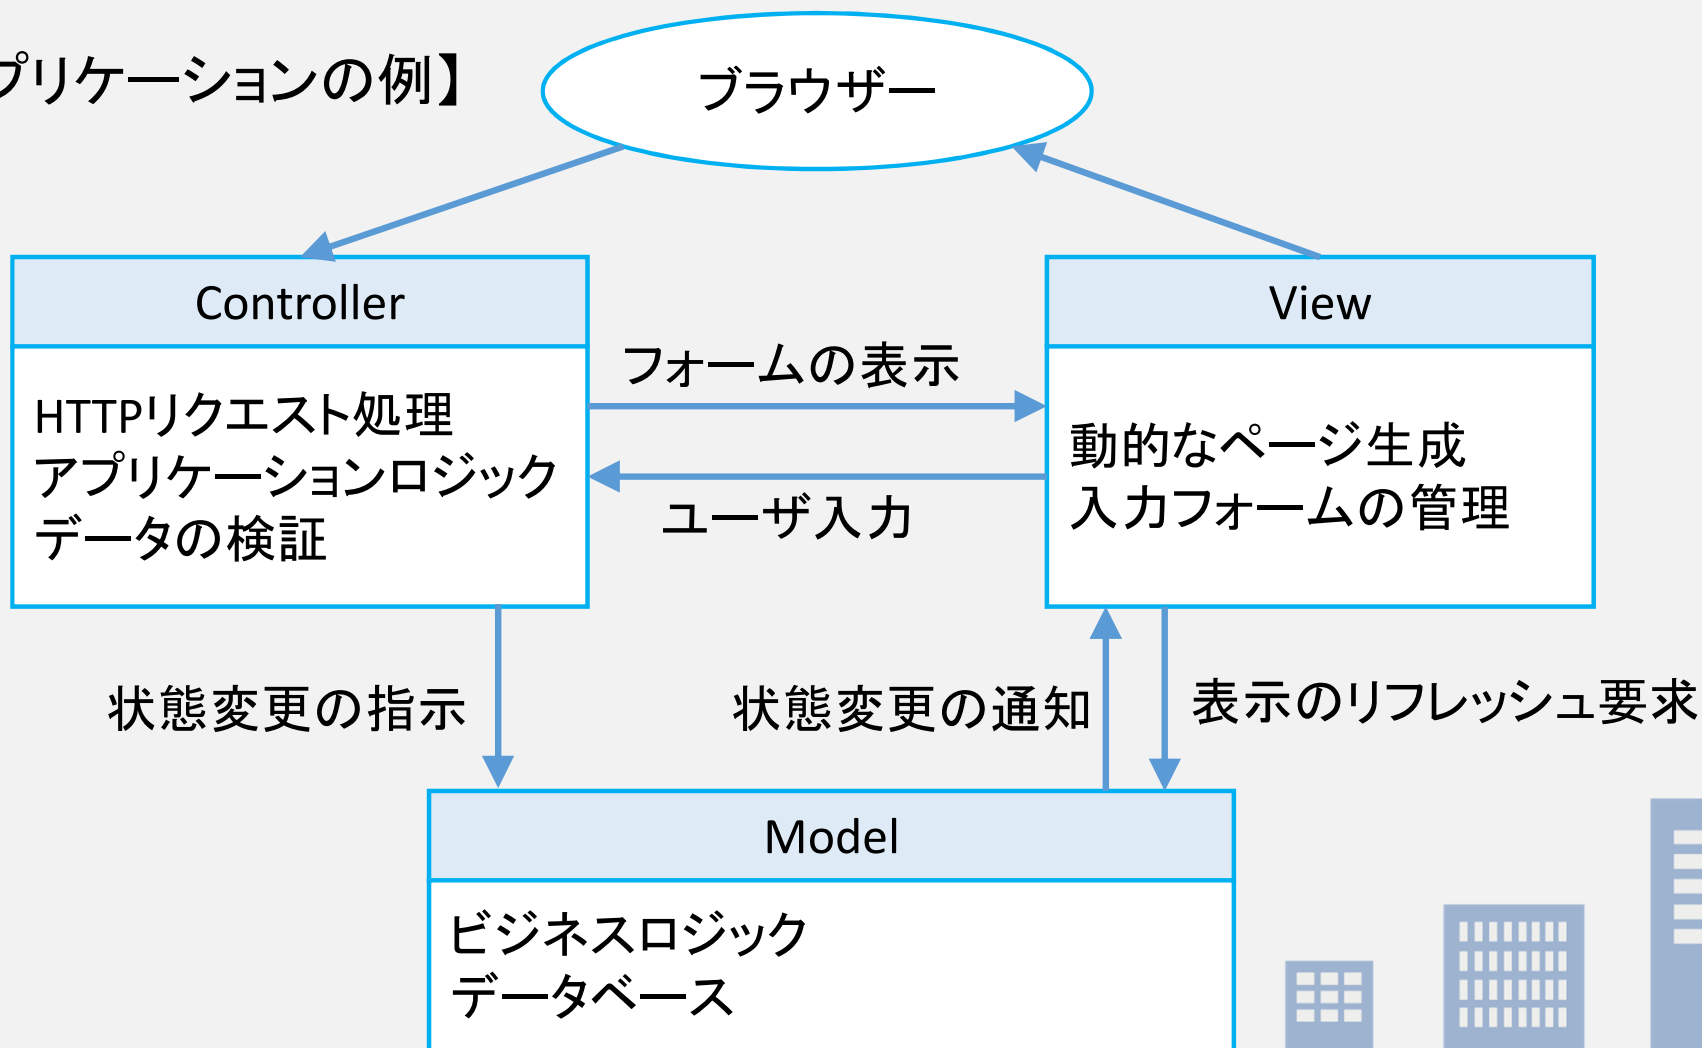 プリケーションの例】
ブラウザー
Controller
HTTPリクエスト処理
アプリケーションロジック
データの検証
フォームの表示
ユーザ入力
View
動的なページ生成
入力フォームの管理
状態変更の指示
状態変更の通知
表示のリフレッシュ要求
Model
ビジネスロジック
データベース